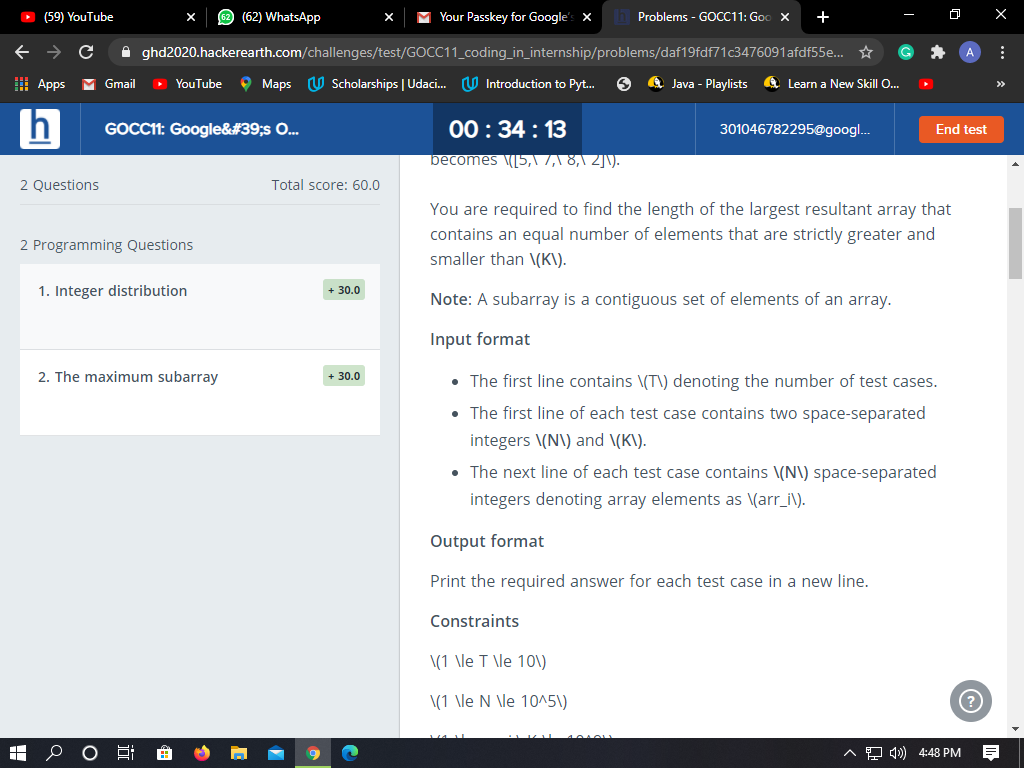 (59) YouTube
(62) WhatsApp
Your Passkey for Google'
Problems - GOCC11: Goo
ghd2020.hackerearth.com/challenges/test/GOCC11_coding_in_internship/problems/daf19fdf71c3476091afdf55e...
A
Apps
Gmail
YouTube
Maps
Scholarships | Udaci...
Introduction to Pyt...
Java - Playlists
Learn a New Skill O...
»
h
GOCC11: Google&#39;s O...
00 : 34 : 13
301046782295@googl...
End test
2 Questions
Total score: 60.0
2 Programming Questions
1. Integer distribution
+ 30.0
2. The maximum subarray
+ 30.0
becomes \([5,\ 7,\ 8,\ 2]\).
You are required to find the length of the largest resultant array that
contains an equal number of elements that are strictly greater and
smaller than \(K\).
Note: A subarray is a contiguous set of elements of an array.
Input format
• The first line contains \(T\) denoting the number of test cases.
• The first line of each test case contains two space-separated
integers \(N\) and \(K\).
• The next line of each test case contains \(N\) space-separated
integers denoting array elements as \(arr_i\).
Output format
Print the required answer for each test case in a new line.
Constraints
\(1 \le T \le 10\)
\(1 \le N \le 10^5\)
?
4:48 PM